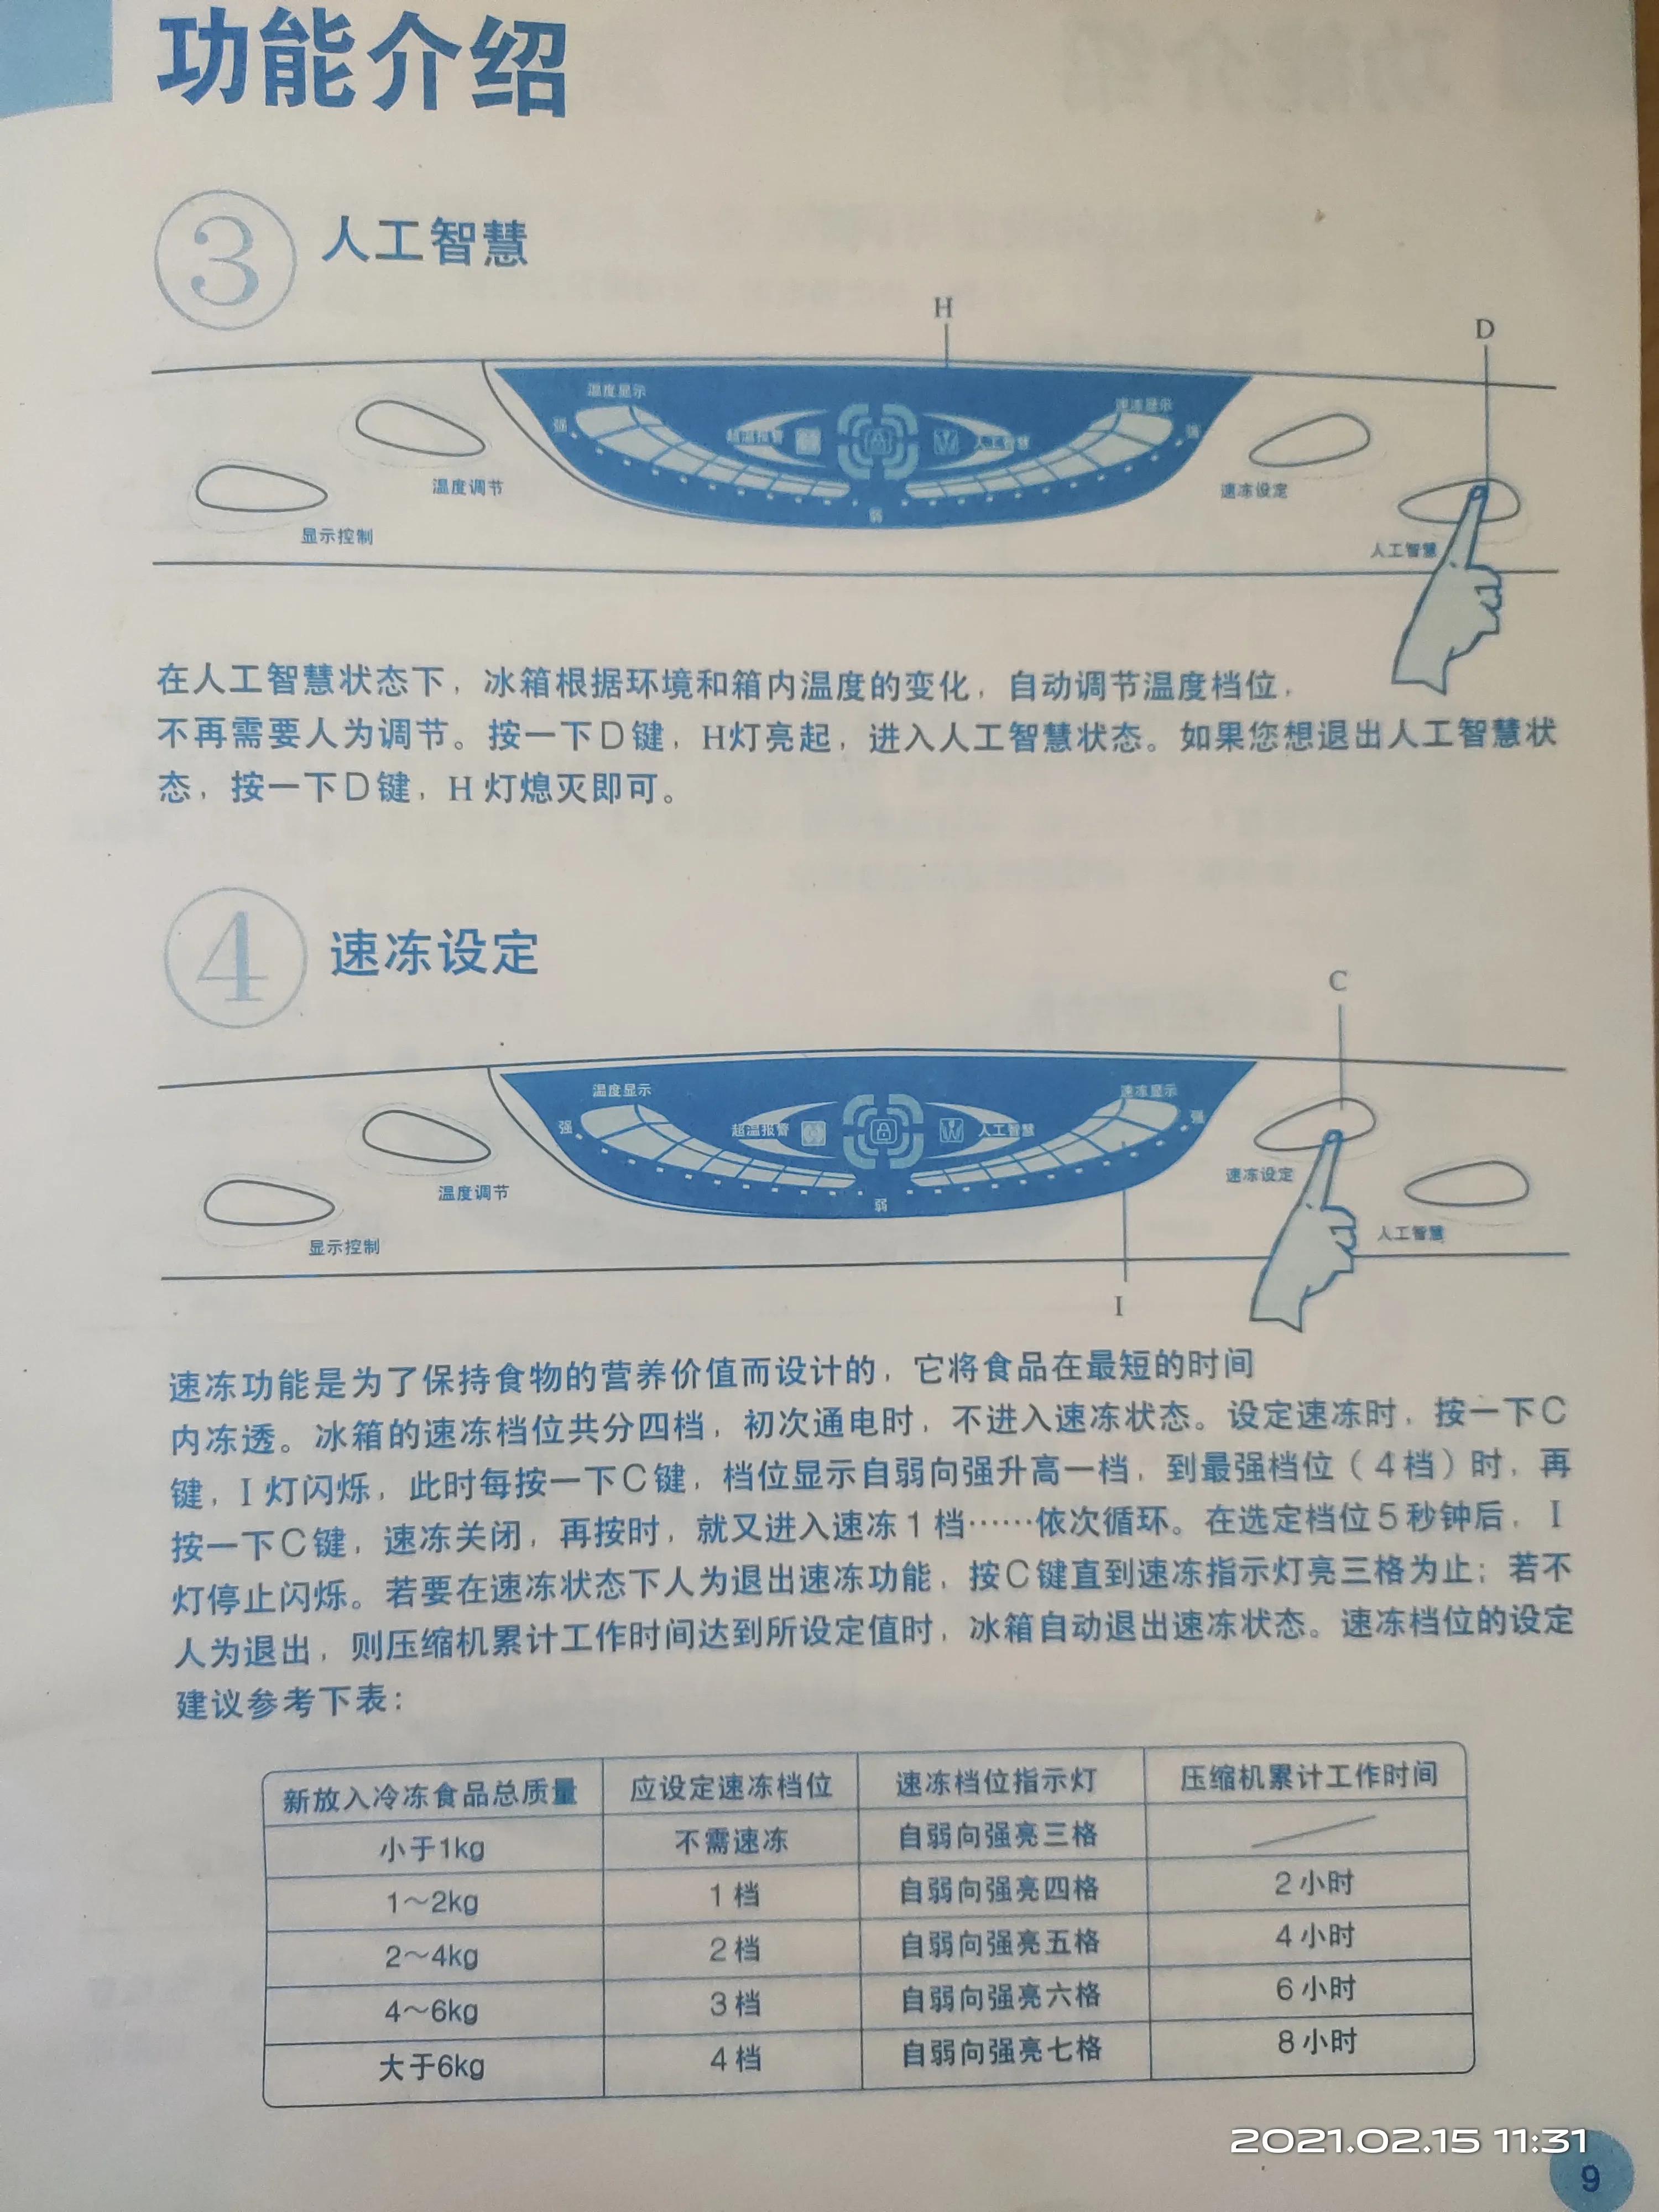 功能介绍
3 人工智慧
H
D
温度显示
速冻显示
强
超温报警
人工智慧
强
温度调节
弱
速冻设定
显示控制
人工智慧
在人工智慧状态下，冰箱根据环境和箱内温度的变化，自动调节温度档位，
不再需要人为调节。按一下D键，H灯亮起，进入人工智慧状态。如果您想退出人工智慧状
态，按一下D键，H灯熄灭即可。
4 速冻设定
C
温度显示
速冻显示
强
超温报警
人工智慧
强
温度调节
弱
速冻设定
显示控制
人工智慧
I
速冻功能是为了保持食物的营养价值而设计的，它将食品在最短的时间
内冻透。冰箱的速冻档位共分四档，初次通电时，不进入速冻状态。设定速冻时，按一下C
键，I灯闪烁，此时每按一下C键，档位显示自弱向强升高一档，到最强档位（4档）时，再
按一下C键，速冻关闭，再按时，就又进入速冻1档……依次循环。在选定档位5秒钟后，I
灯停止闪烁。若要在速冻状态下人为退出速冻功能，按C键直到速冻指示灯亮三格为止；若不
人为退出，则压缩机累计工作时间达到所设定值时，冰箱自动退出速冻状态。速冻档位的设定
建议参考下表：
新放入冷冻食品总质量 应设定速冻档位 速冻档位指示灯 压缩机累计工作时间
小于1kg 不需速冻 自弱向强亮三格
1～2kg 1档 自弱向强亮四格 2小时
2～4kg 2档 自弱向强亮五格 4小时
4～6kg 3档 自弱向强亮六格 6小时
大于6kg 4档 自弱向强亮七格 8小时
2021.02.15 11:31
9